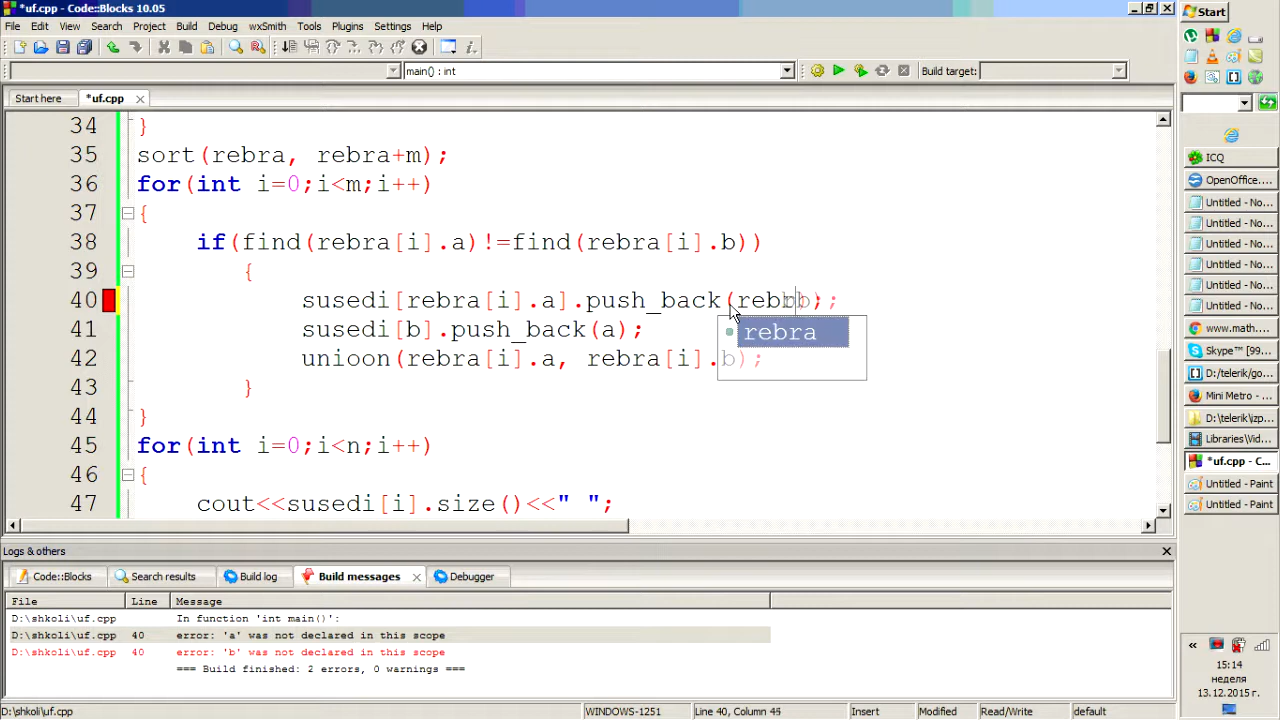 *uf.cpp - Code::Blocks 10.05
File Edit View Search Project Build Debug wxSmith Tools Plugins Settings Help
main() : int
Build target:
Start here
*uf.cpp
34 }
35 sort(rebra, rebra+m);
36 for(int i=0;i<m;i++)
37 {
38 if(find(rebra[i].a)!=find(rebra[i].b))
39 {
40 susedi[rebra[i].a].push_back(rebr
41 susedi[b].push_back(a);
42 unioon(rebra[i].a, rebra[i].b);
43 }
44 }
45 for(int i=0;i<n;i++)
46 {
47 cout<<susedi[i].size()<<" ";
rebra
Logs & others
Code::Blocks
Search results
Build log
Build messages
Debugger
File Line Message
D:\shkoli\uf.cpp In function 'int main()':
D:\shkoli\uf.cpp 40 error: 'a' was not declared in this scope
D:\shkoli\uf.cpp 40 error: 'b' was not declared in this scope
=== Build finished: 2 errors, 0 warnings ===
D:\shkoli\uf.cpp WINDOWS-1251 Insert Modified Read/Write default
Start
ICQ
OpenOffice....
Untitled - No...
Untitled - No...
Untitled - No...
Untitled - No...
Untitled - No...
Untitled - No...
www.math...
Skype™ [99...
D:/telerik/go...
Mini Metro - ...
D:\telerik\izp...
Libraries\Vid...
*uf.cpp - C...
Untitled - Paint
Untitled - Paint
15:14
неделя
13.12.2015 г.